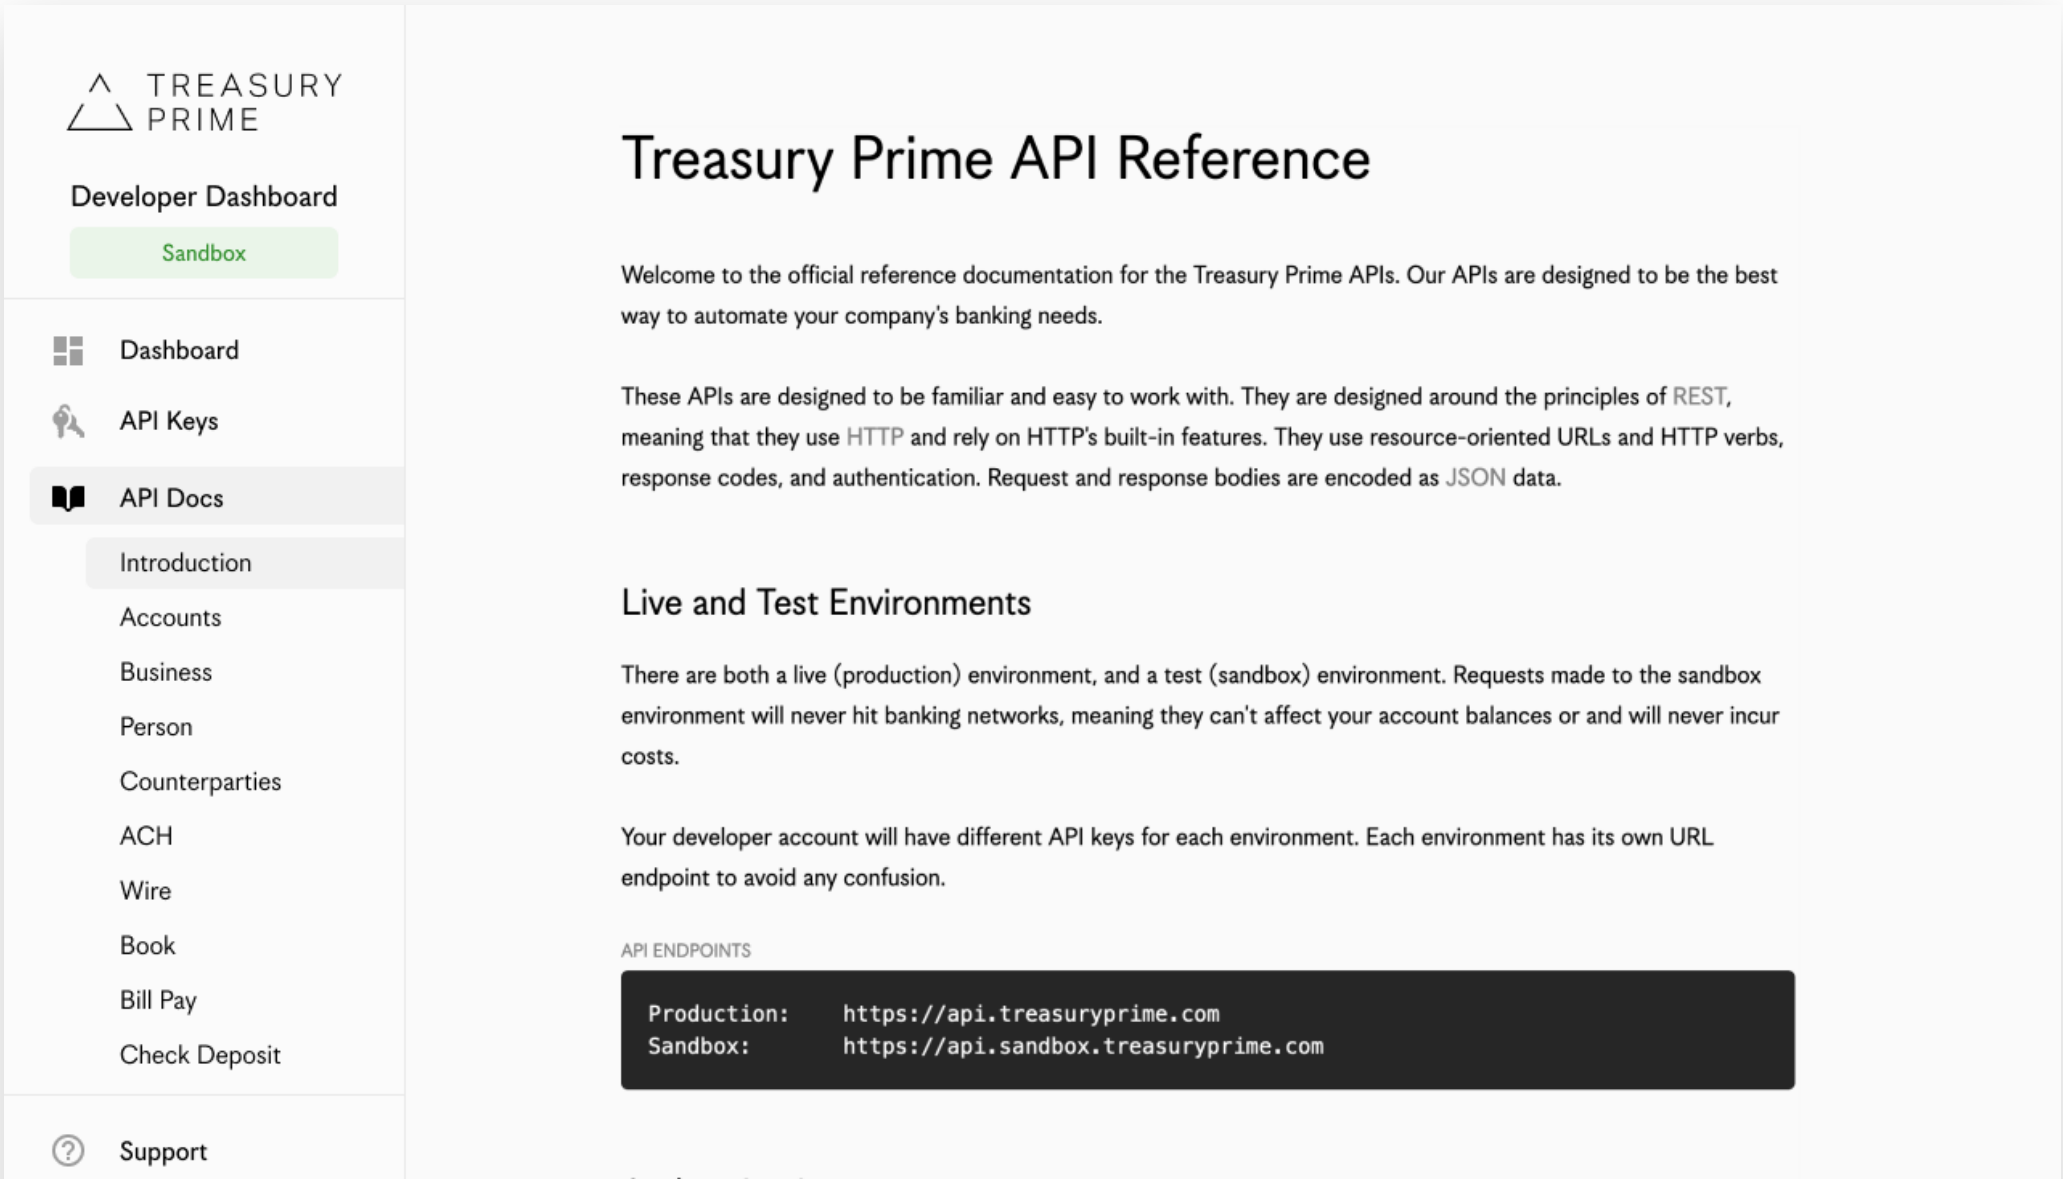 TREASURY
PRIME
Developer Dashboard
Sandbox
Dashboard
API Keys
API Docs
Introduction
Accounts
Business
Person
Counterparties
ACH
Wire
Book
Bill Pay
Check Deposit
Support
Treasury Prime API Reference
Welcome to the official reference documentation for the Treasury Prime APIs. Our APIs are designed to be the best
way to automate your company's banking needs.
These APIs are designed to be familiar and easy to work with. They are designed around the principles of REST,
meaning that they use HTTP and rely on HTTP's built-in features. They use resource-oriented URLs and HTTP verbs,
response codes, and authentication. Request and response bodies are encoded as JSON data.
Live and Test Environments
There are both a live (production) environment, and a test (sandbox) environment. Requests made to the sandbox
environment will never hit banking networks, meaning they can't affect your account balances or and will never incur
costs.
Your developer account will have different API keys for each environment. Each environment has its own URL
endpoint to avoid any confusion.
API ENDPOINTS
Production: https://api.treasuryprime.com
Sandbox: https://api.sandbox.treasuryprime.com